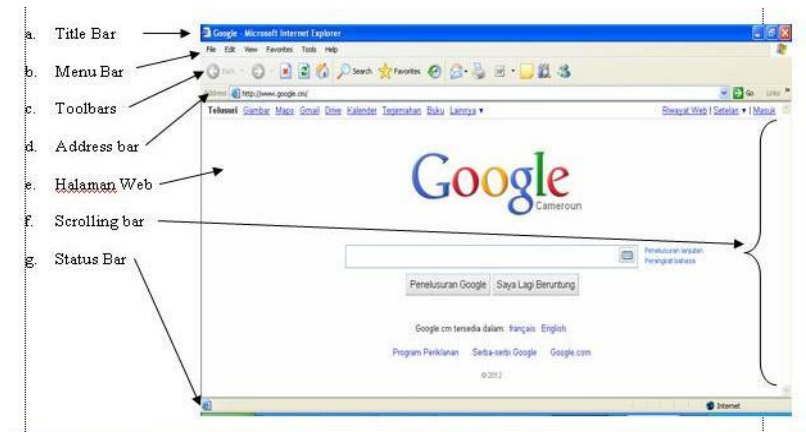 a. Title Bar
b. Menu Bar
c. Toolbars
d. Address bar
e. Halaman Web
f. Scrolling bar
g. Status Bar
Google - Microsoft Internet Explorer
File Edit View Favorites Tools Help
Back Search Favorites
Address http://www.google.cm/ Go Links »
Telusuri Gambar Maps Gmail Drive Kalender Terjemahan Buku Lainnya ▼ Riwayat Web | Setelan ▼ | Masuk
Google
Cameroun
Penelusuran lanjutan
Perangkat bahasa
Penelusuran Google Saya Lagi Beruntung
Google.cm tersedia dalam: français English
Program Periklanan Serba-serbi Google Google.com
© 2012
Internet